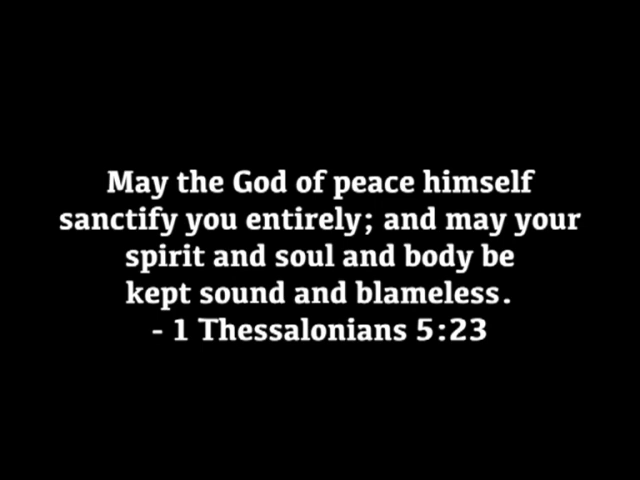 May the God of peace himself
sanctify you entirely; and may your
spirit and soul and body be
kept sound and blameless.
- 1 Thessalonians 5:23